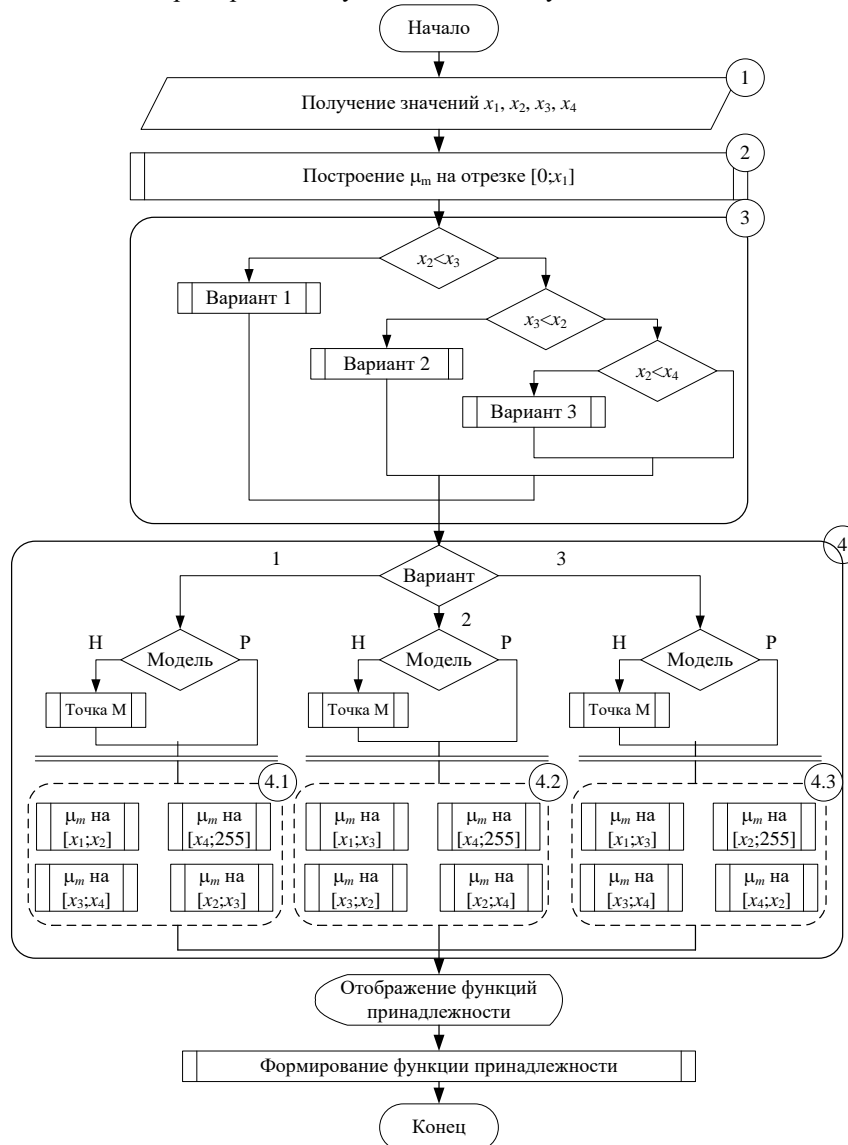 Начало
1
Получение значений x₁, x₂, x₃, x₄
2
Построение μₘ на отрезке [0;x₁]
3
x₂<x₃
Вариант 1
x₃<x₂
Вариант 2
x₂<x₄
Вариант 3
4
Вариант
1
2
3
Н
Модель
Р
Точка М
Н
Модель
Р
Точка М
Н
Модель
Р
Точка М
4.1
μₘ на
[x₁;x₂]
μₘ на
[x₄;255]
μₘ на
[x₃;x₄]
μₘ на
[x₂;x₃]
4.2
μₘ на
[x₁;x₃]
μₘ на
[x₄;255]
μₘ на
[x₃;x₂]
μₘ на
[x₂;x₄]
4.3
μₘ на
[x₁;x₃]
μₘ на
[x₂;255]
μₘ на
[x₃;x₄]
μₘ на
[x₄;x₂]
Отображение функций
принадлежности
Формирование функции принадлежности
Конец